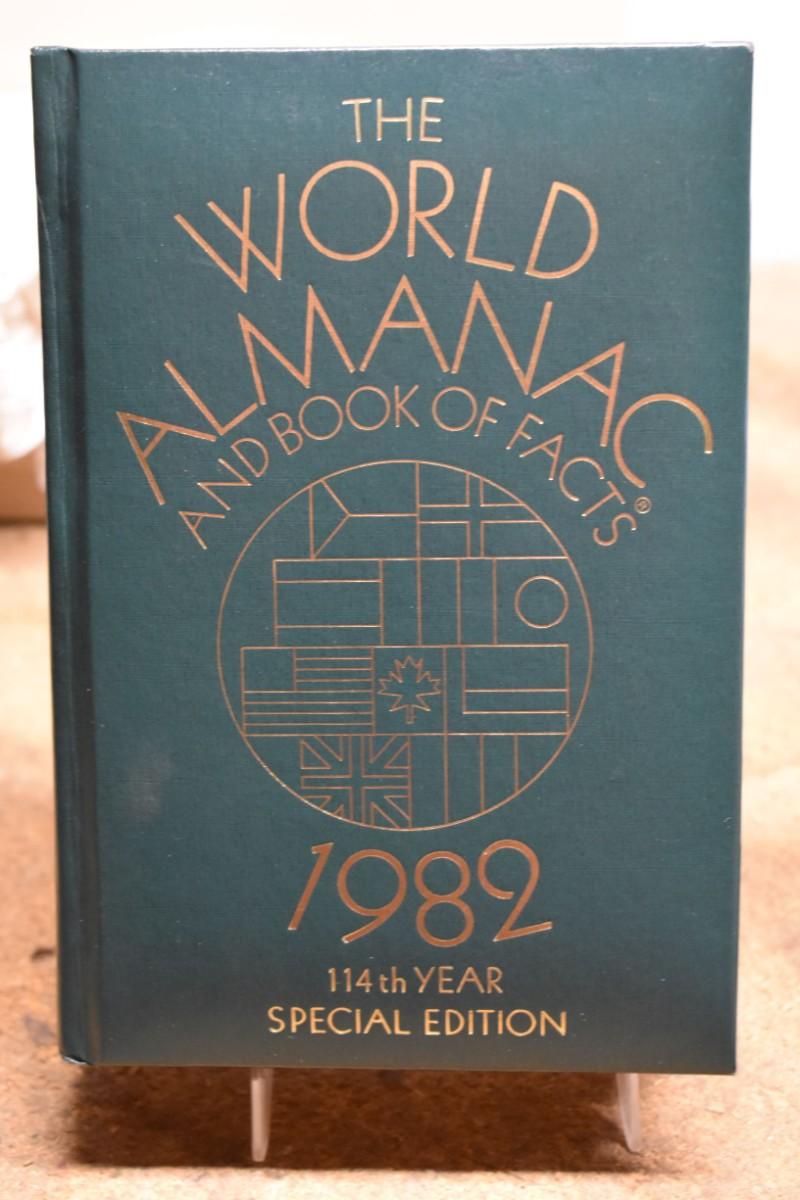 THE
WORLD
ALMANAC
AND BOOK OF FACTS®
1982
114th YEAR
SPECIAL EDITION